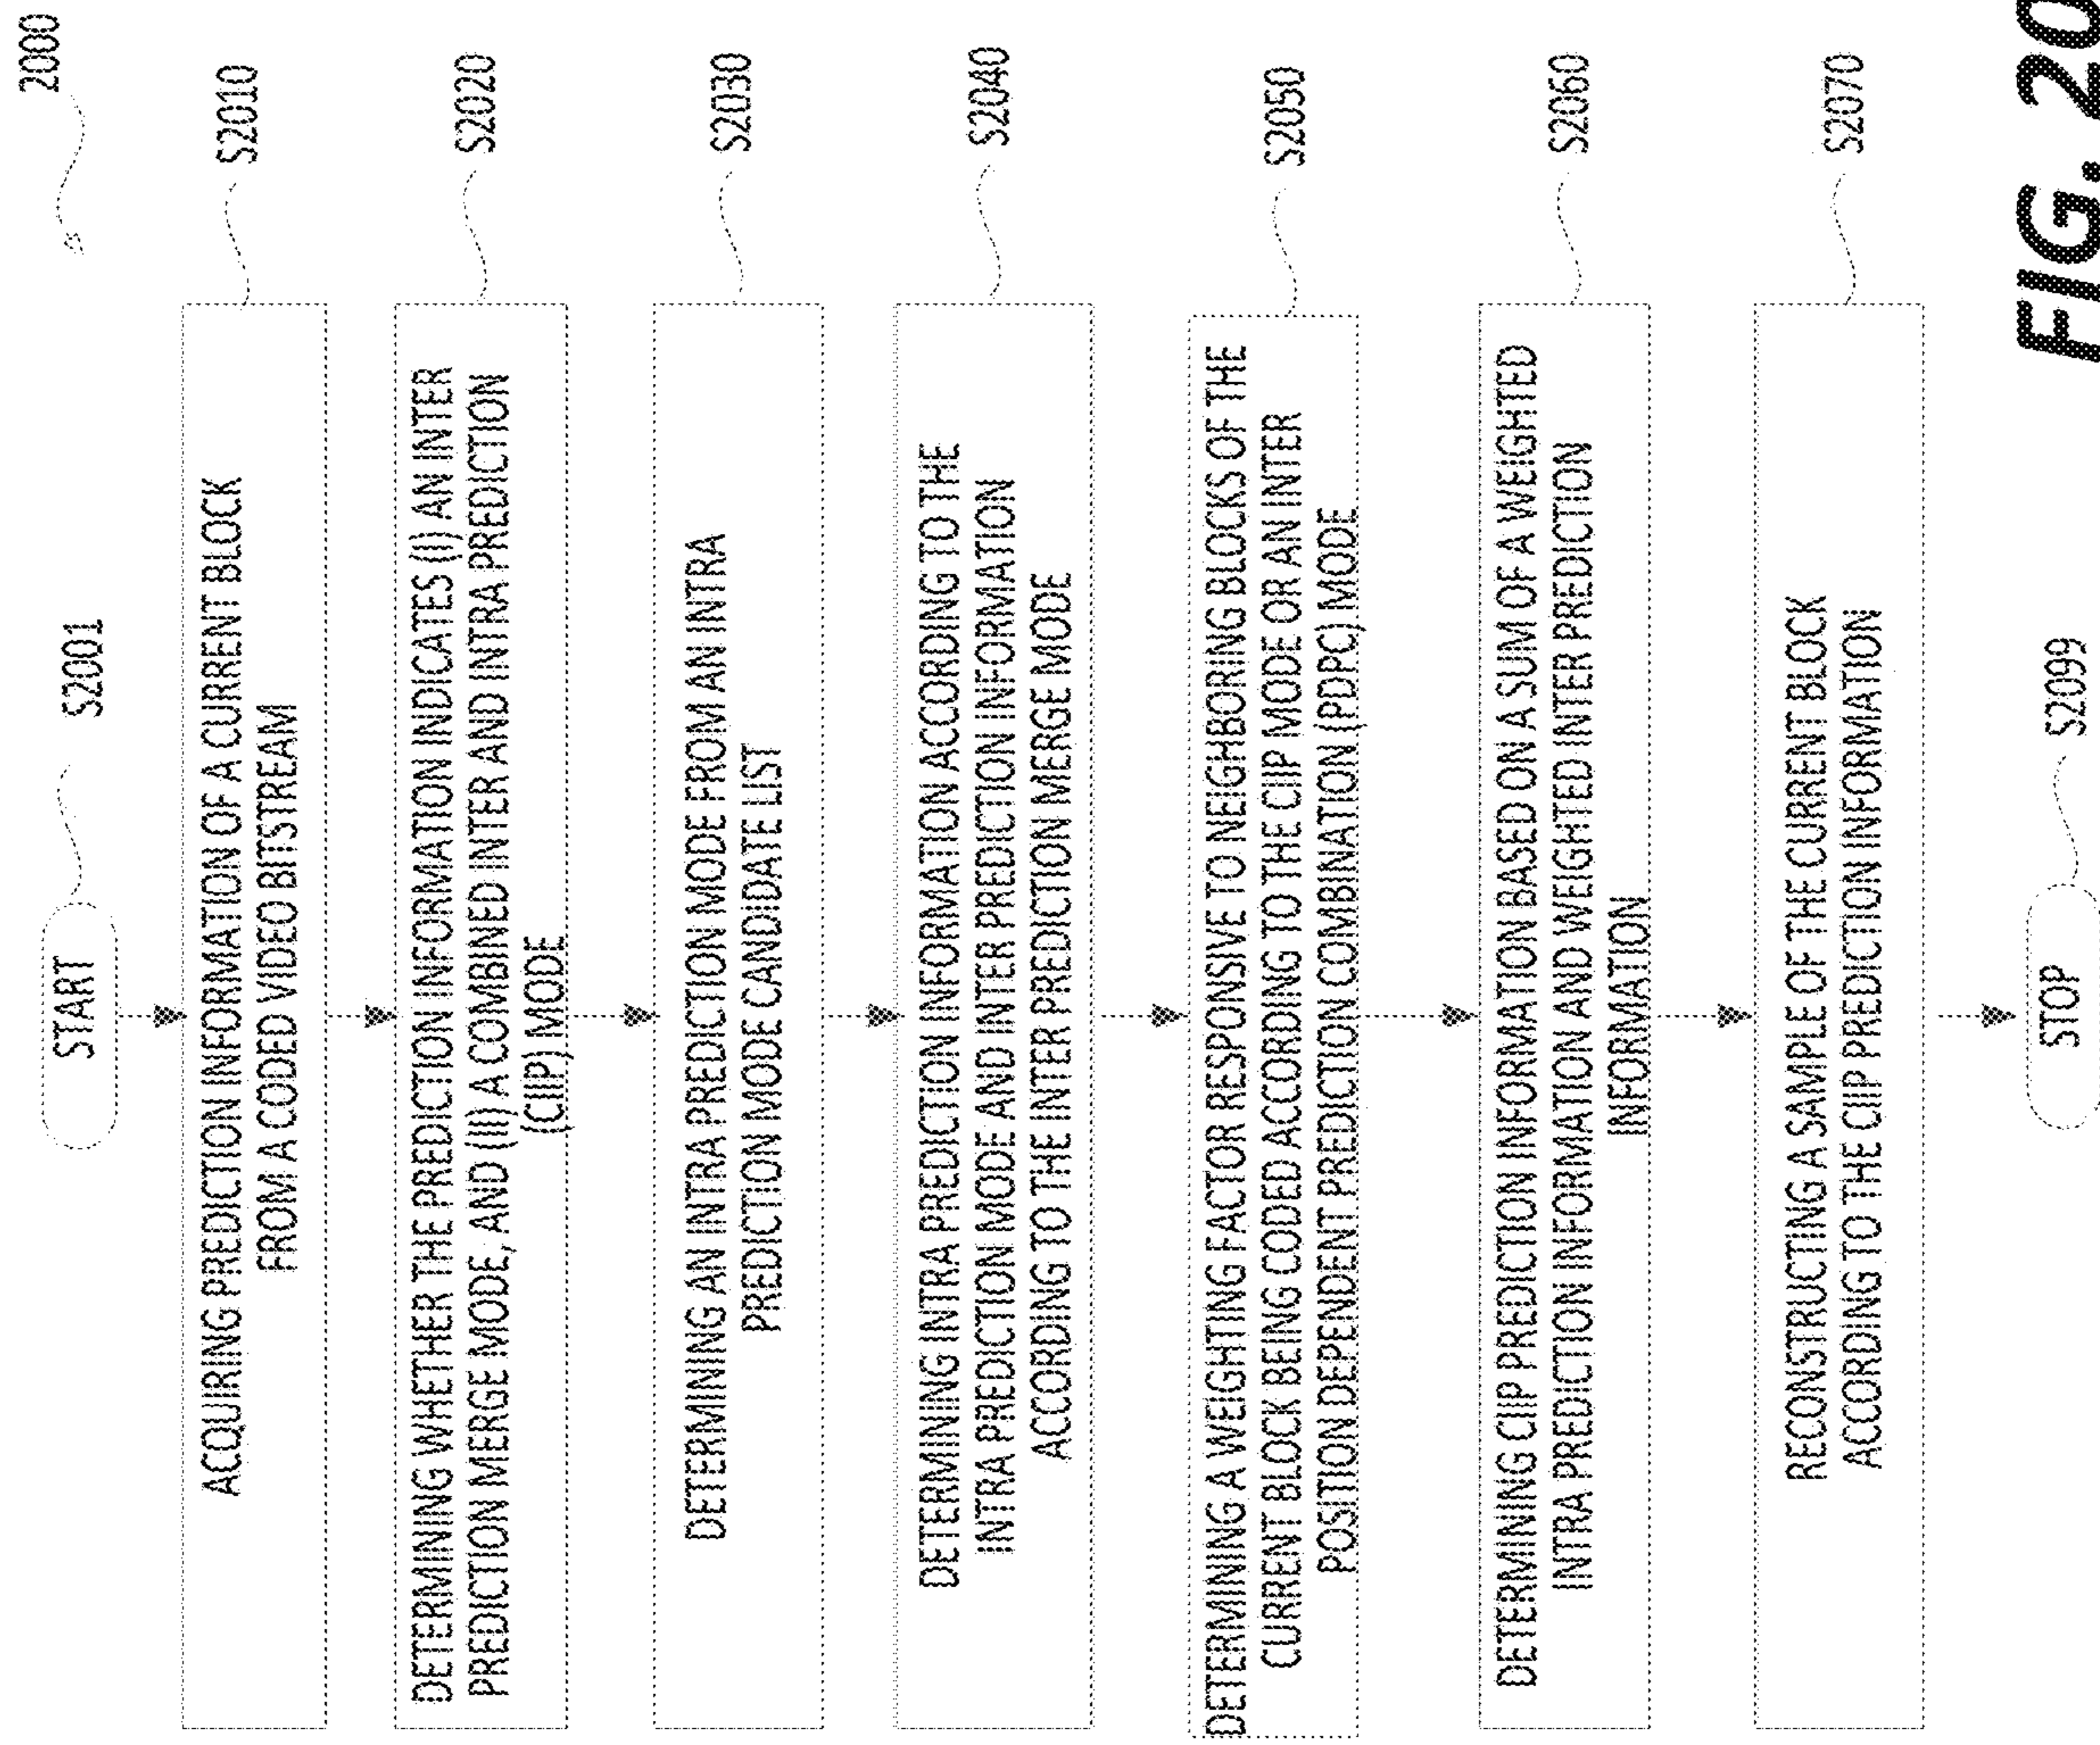 2000
START
S2001
ACQUIRING PREDICTION INFORMATION OF A CURRENT BLOCK
FROM A CODED VIDEO BITSTREAM
S2010
DETERMINING WHETHER THE PREDICTION INFORMATION INDICATES (I) AN INTER
PREDICTION MERGE MODE, AND (II) A COMBINED INTER AND INTRA PREDICTION
(CIIP) MODE
S2020
DETERMINING AN INTRA PREDICTION MODE FROM AN INTRA
PREDICTION MODE CANDIDATE LIST
S2030
DETERMINING INTRA PREDICTION INFORMATION ACCORDING TO THE
INTRA PREDICTION MODE AND INTER PREDICTION INFORMATION
ACCORDING TO THE INTER PREDICTION MERGE MODE
S2040
DETERMINING A WEIGHTING FACTOR RESPONSIVE TO NEIGHBORING BLOCKS OF THE
CURRENT BLOCK BEING CODED ACCORDING TO THE CIIP MODE OR AN INTER
POSITION DEPENDENT PREDICTION COMBINATION (PDPC) MODE
S2050
DETERMINING CIIP PREDICTION INFORMATION BASED ON A SUM OF A WEIGHTED
INTRA PREDICTION INFORMATION AND WEIGHTED INTER PREDICTION
INFORMATION
S2060
RECONSTRUCTING A SAMPLE OF THE CURRENT BLOCK
ACCORDING TO THE CIIP PREDICTION INFORMATION
S2070
STOP
S2099
FIG. 20